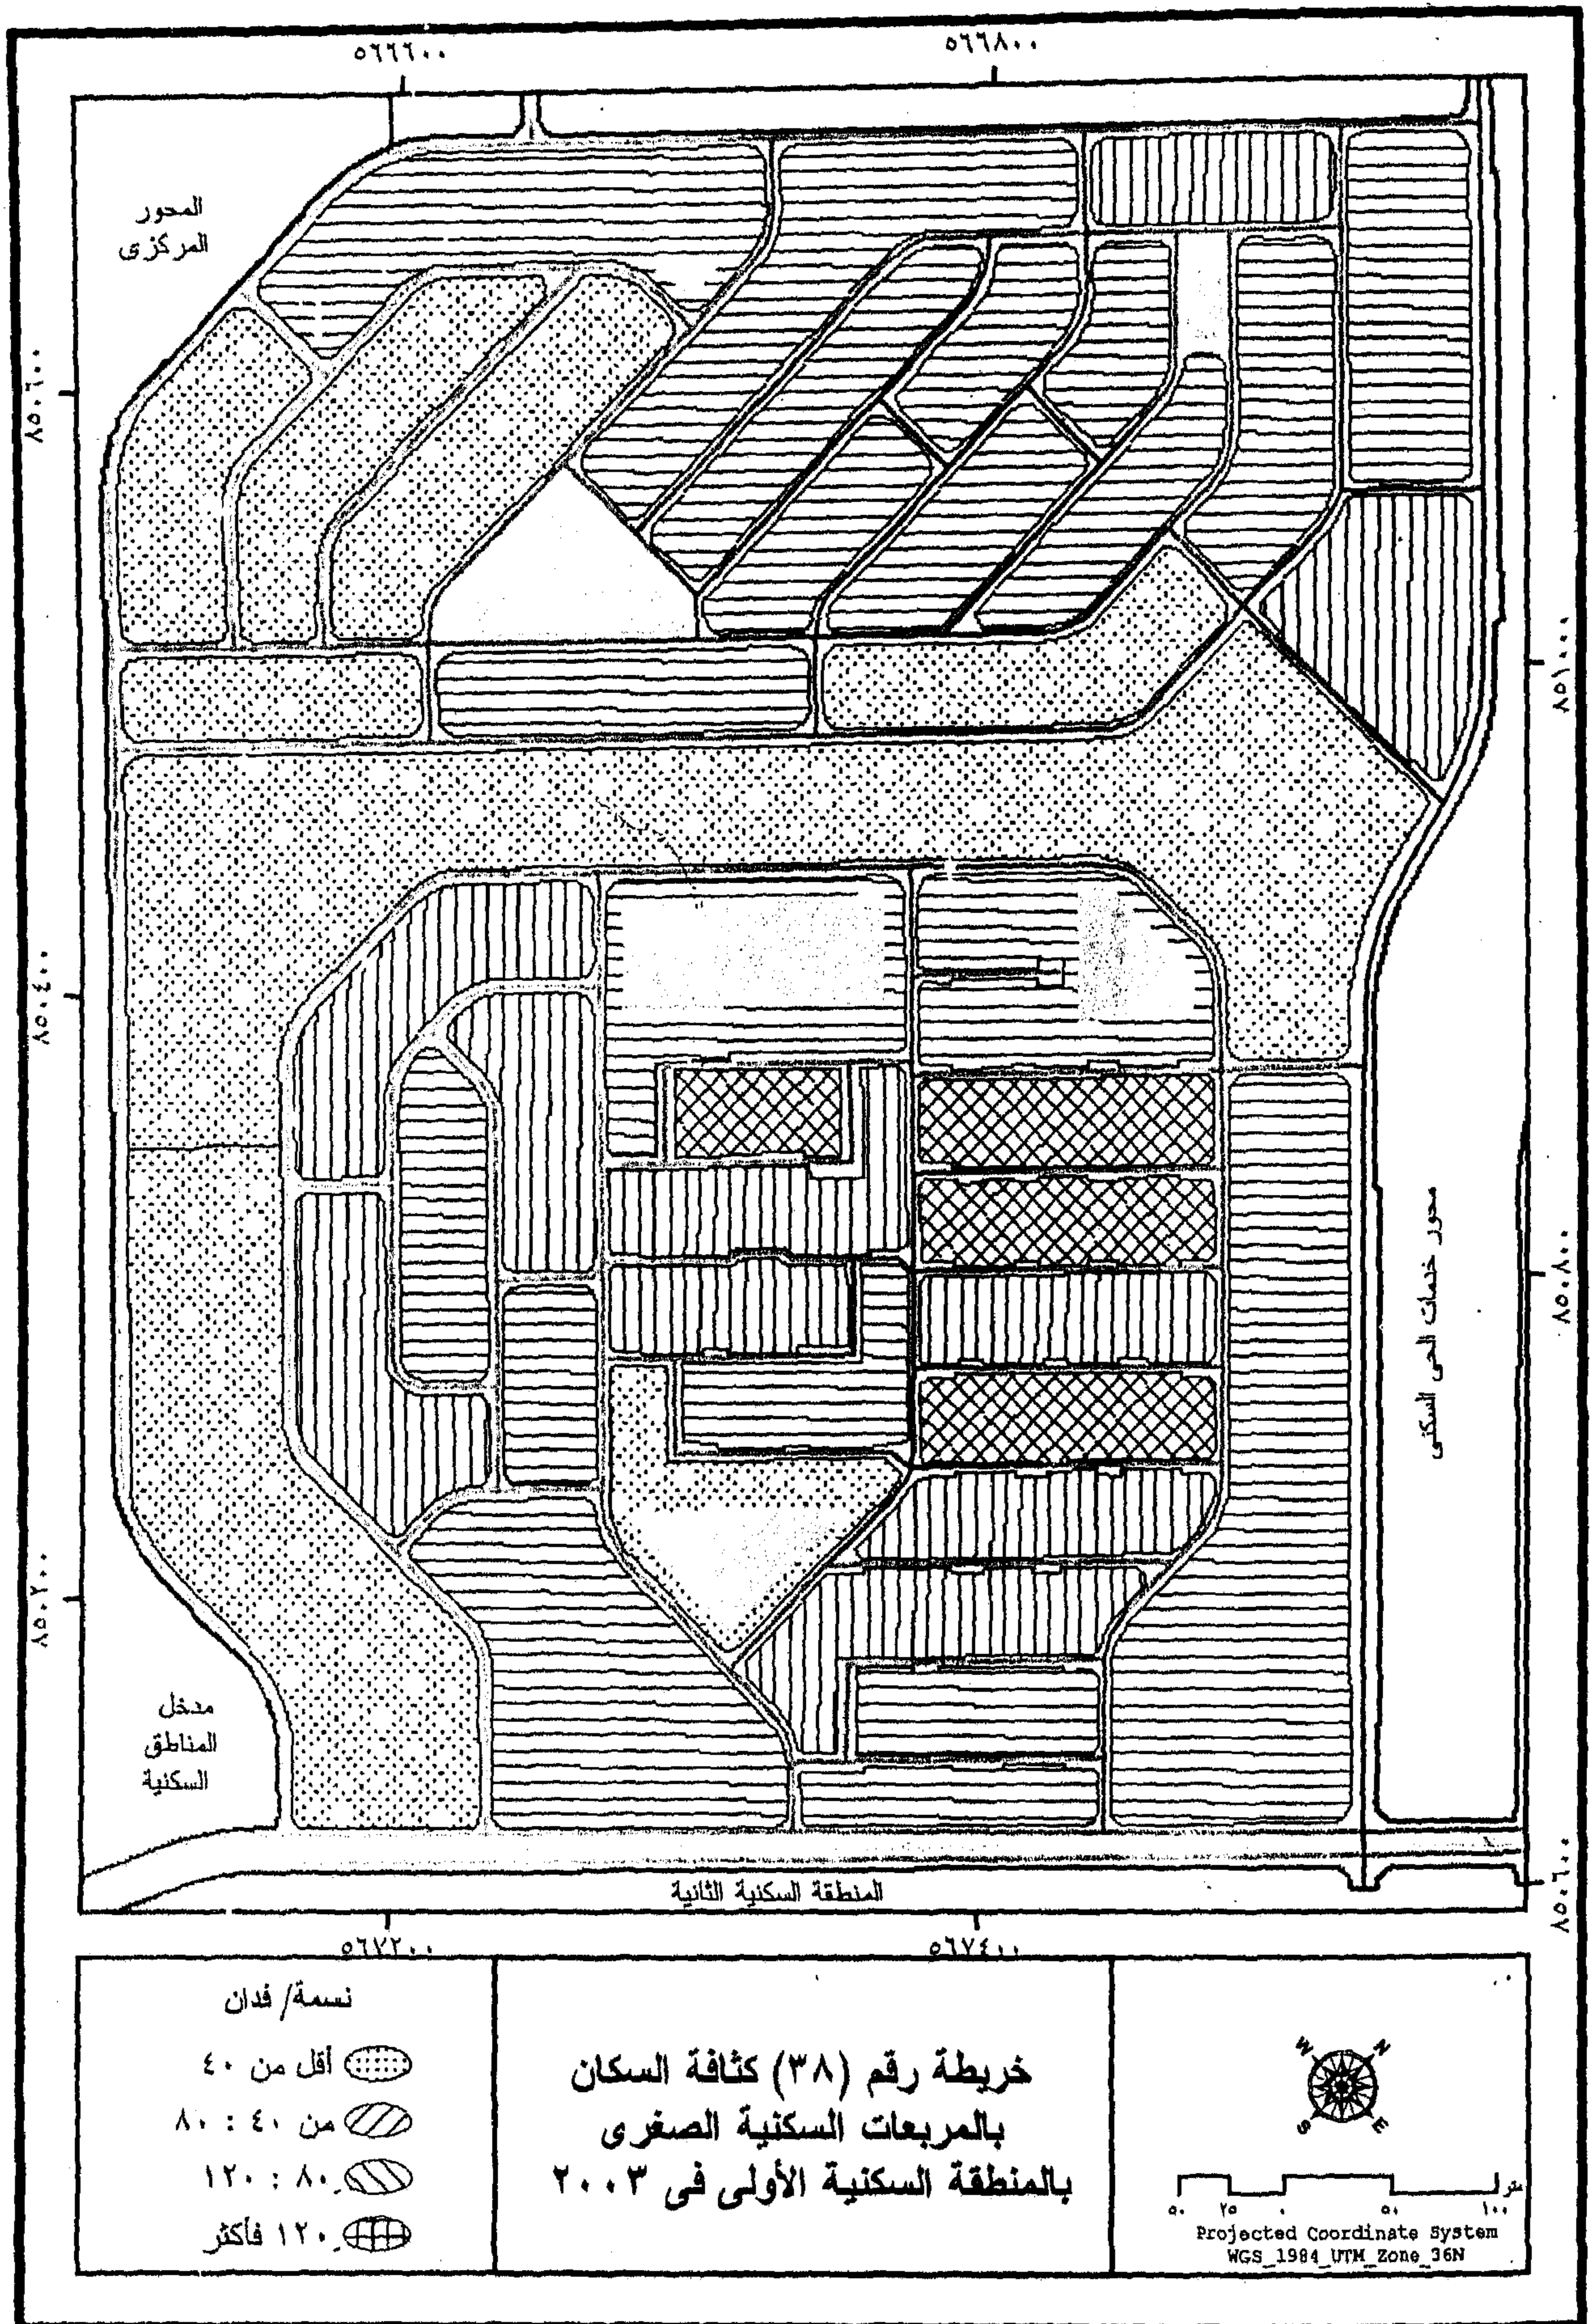 ٥٦٦٦٠٠
٥٦٦٨٠٠
المحور
المركزى
٨٥٠٦٠٠
٨٥١٠٠٠
٨٥٠٤٠٠
محور خدمات الحى السكنى
٨٥٠٨٠٠
٨٥٠٢٠٠
مدخل
المناطق
السكنية
المنطقة السكنية الثانية
٨٥٠٦٠٠
٥٦٧٢٠٠
٥٦٧٤٠٠
نسمة/ فدان
أقل من ٤٠
من ٤٠ : ٨٠
٨٠ : ١٢٠
١٢٠ فأكثر
خريطة رقم (٣٨) كثافة السكان
بالمربعات السكنية الصغرى
بالمنطقة السكنية الأولى فى ٢٠٠٣
W N
S E
متر
٥٠ ٢٥ ٠ ٥٠ ١٠٠
Projected Coordinate System
WGS_1984_UTM_Zone_36N